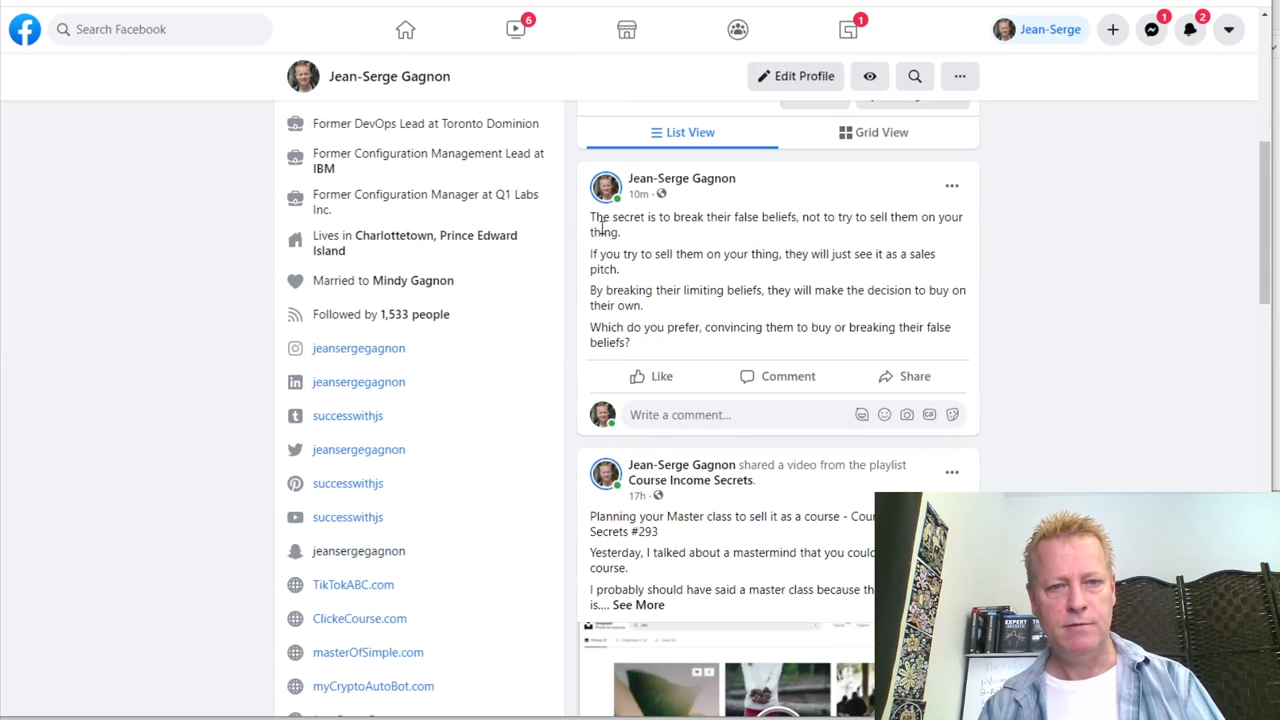 Search Facebook
6
1
Jean-Serge
1
2
Jean-Serge Gagnon
Edit Profile
Former DevOps Lead at Toronto Dominion
Former Configuration Management Lead at
IBM
Former Configuration Manager at Q1 Labs
Inc.
Lives in Charlottetown, Prince Edward
Island
Married to Mindy Gagnon
Followed by 1,533 people
jeansergegagnon
jeansergegagnon
successwithjs
jeansergegagnon
successwithjs
successwithjs
jeansergegagnon
TikTokABC.com
ClickeCourse.com
masterOfSimple.com
myCryptoAutoBot.com
List View
Grid View
Jean-Serge Gagnon
10m
The secret is to break their false beliefs, not to try to sell them on your
thing.
If you try to sell them on your thing, they will just see it as a sales
pitch.
By breaking their limiting beliefs, they will make the decision to buy on
their own.
Which do you prefer, convincing them to buy or breaking their false
beliefs?
Like
Comment
Share
Write a comment...
GIF
Jean-Serge Gagnon shared a video from the playlist
Course Income Secrets.
17h
Planning your Master class to sell it as a course - Cour
Secrets #293
Yesterday, I talked about a mastermind that you could
course.
I probably should have said a master class because th
is.... See More
EXPERT
SECRETS